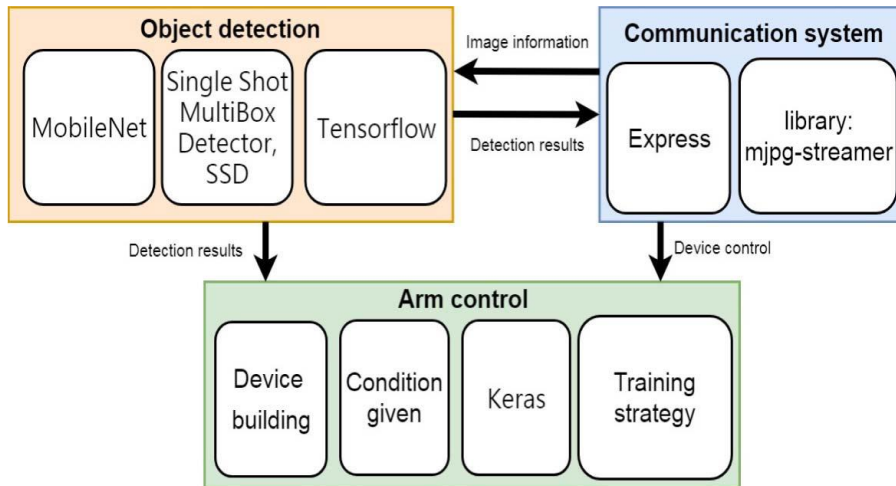 Object detection
MobileNet
Single Shot
MultiBox
Detector,
SSD
Tensorflow
Image information
Detection results
Communication system
Express
library:
mjpg-streamer
Detection results
Device control
Arm control
Device
building
Condition
given
Keras
Training
strategy